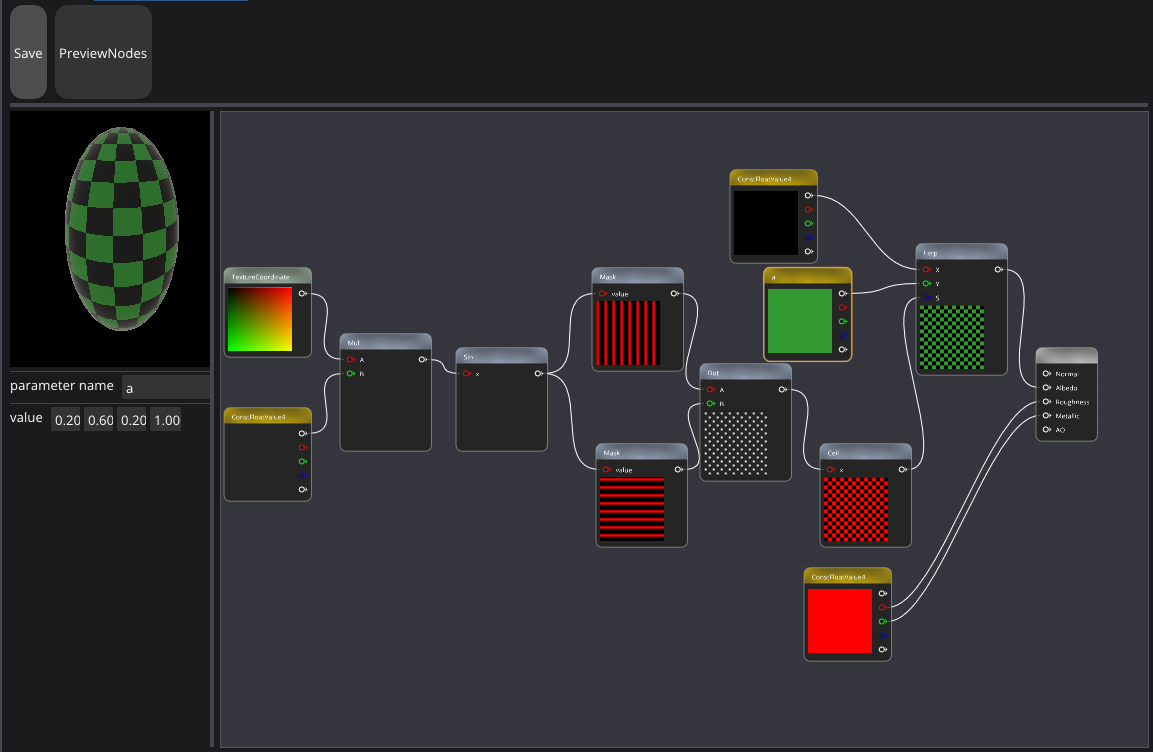 Save
PreviewNodes
parameter name a
value 0.20 0.60 0.20 1.00
ConstFloatValue4
TextureCoordinate
Mul
A
B
ConstFloatValue4
Sin
x
Mask
value
Mask
value
a
Dot
A
B
Ceil
x
Lerp
X
Y
S
Normal
Albedo
Roughness
Metallic
AO
ConstFloatValue4